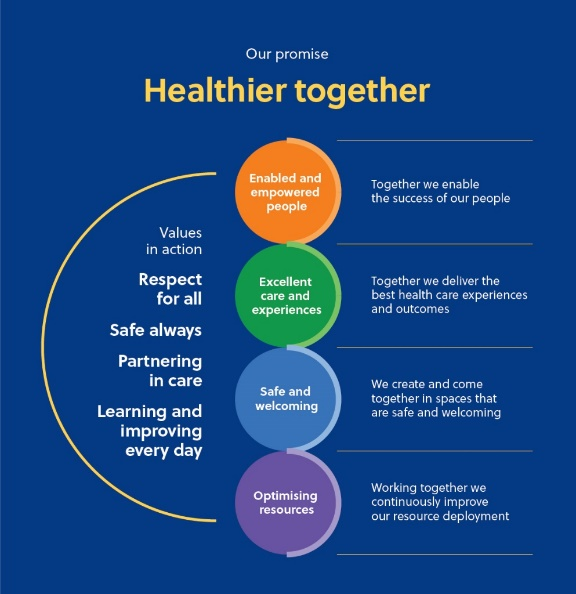 Our promise
Healthier together
Values
in action
Respect
for all
Safe always
Partnering
in care
Learning and
improving
every day
Enabled and
empowered
people
Together we enable
the success of our people
Excellent
care and
experiences
Together we deliver the
best health care experiences
and outcomes
Safe and
welcoming
We create and come
together in spaces that
are safe and welcoming
Optimising
resources
Working together we
continuously improve
our resource deployment